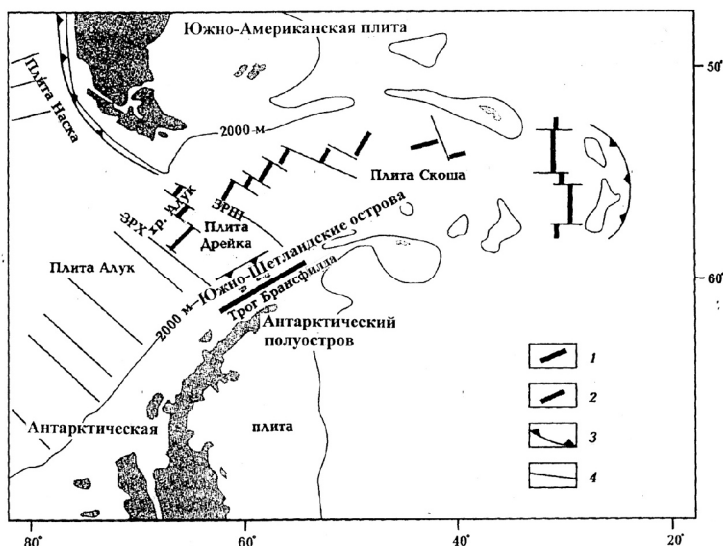 Южно-Американская плита
50°
Плита Наска
2000 м
Плита Скоша
хр. Алук
ЗРХ
ЗРШ
Плита
Дрейка
Плита Алук
2000 м
Южно-Шетландские острова
60°
Трог Брансфилда
Антарктический
полуостров
1
2
3
4
Антарктическая
плита
80°
60°
40°
20°